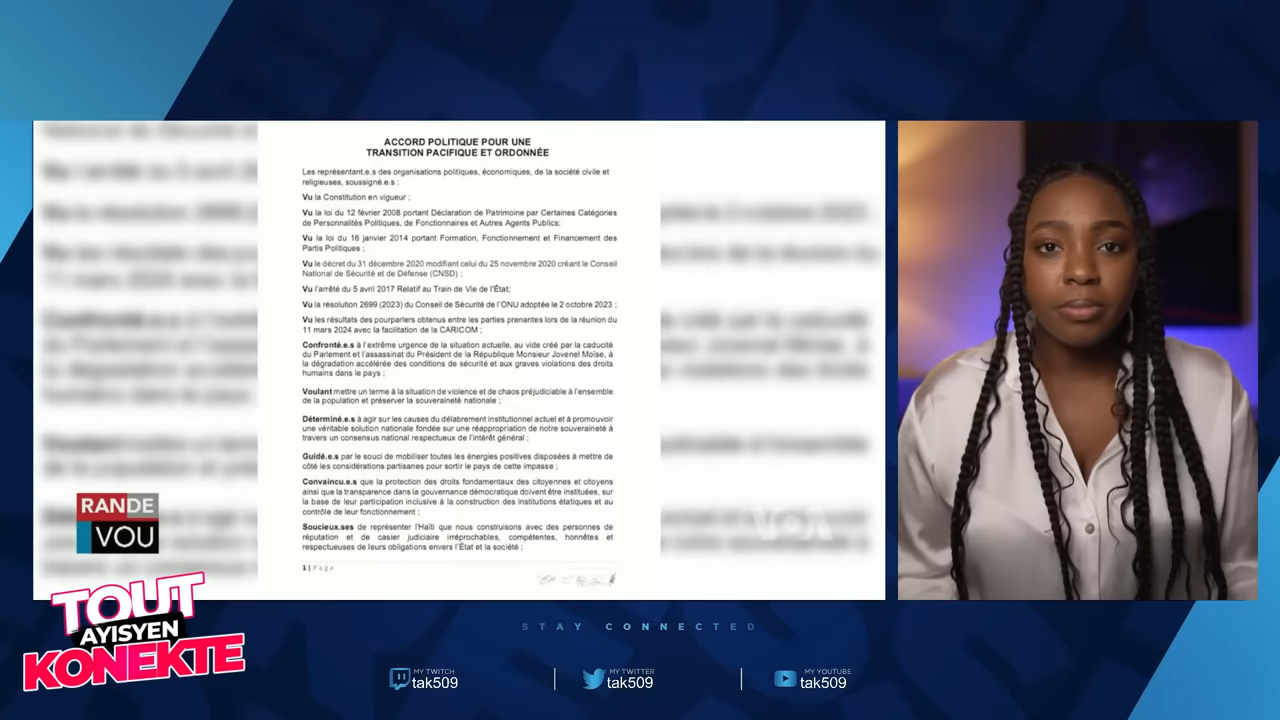 ACCORD POLITIQUE POUR UNE
TRANSITION PACIFIQUE ET ORDONNÉE
Les représentant.e.s des organisations politiques, économiques, de la société civile et
religieuses, soussigné.e.s :
Vu la Constitution en vigueur ;
Vu la loi du 12 février 2008 portant Déclaration de Patrimoine par Certaines Catégories
de Personnalités Politiques, de Fonctionnaires et Autres Agents Publics;
Vu la loi du 16 janvier 2014 portant Formation, Fonctionnement et Financement des
Partis Politiques ;
Vu le décret du 31 décembre 2020 modifiant celui du 25 novembre 2020 créant le Conseil
National de Sécurité et de Défense (CNSD) ;
Vu l'arrêté du 5 avril 2017 Relatif au Train de Vie de l'État;
Vu la résolution 2699 (2023) du Conseil de Sécurité de l'ONU adoptée le 2 octobre 2023 ;
Vu les résultats des pourparlers obtenus entre les parties prenantes lors de la réunion du
11 mars 2024 avec la facilitation de la CARICOM ;
Confronté.e.s à l'extrême urgence de la situation actuelle, au vide créé par la caducité
du Parlement et l'assassinat du Président de la République Monsieur Jovenel Moïse, à
la dégradation accélérée des conditions de sécurité et aux graves violations des droits
humains dans le pays ;
Voulant mettre un terme à la situation de violence et de chaos préjudiciable à l'ensemble
de la population et préserver la souveraineté nationale ;
Déterminé.e.s à agir sur les causes du délabrement institutionnel actuel et à promouvoir
une véritable solution nationale fondée sur une réappropriation de notre souveraineté à
travers un consensus national respectueux de l'intérêt général ;
Guidé.e.s par le souci de mobiliser toutes les énergies positives disposées à mettre de
côté les considérations partisanes pour sortir le pays de cette impasse ;
Convaincu.e.s que la protection des droits fondamentaux des citoyennes et citoyens
ainsi que la transparence dans la gouvernance démocratique doivent être instituées, sur
la base de leur participation inclusive à la construction des institutions étatiques et au
contrôle de leur fonctionnement ;
Soucieux.ses de représenter l'Haïti que nous construisons avec des personnes de
réputation et de casier judiciaire irréprochables, compétentes, honnêtes et
respectueuses de leurs obligations envers l'État et la société ;
1 | Page
RANDE
VOU
VOA
TOUT
AYISYEN
KONEKTE
STAY CONNECTED
MY TWITCH
tak509
MY TWITTER
tak509
MY YOUTUBE
tak509